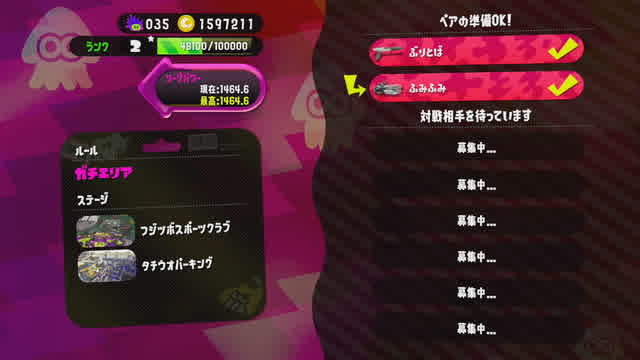 035 1597211
ランク 2 48100/100000
リーグパワー
現在:1464.6
最高:1464.6
ルール
ガチエリア
ステージ
フジツボスポーツクラブ
タチウオパーキング
ペアの準備OK!
ぷりとぱ
ふみふみ
対戦相手を待っています
募集中...
募集中...
募集中...
募集中...
募集中...
募集中...